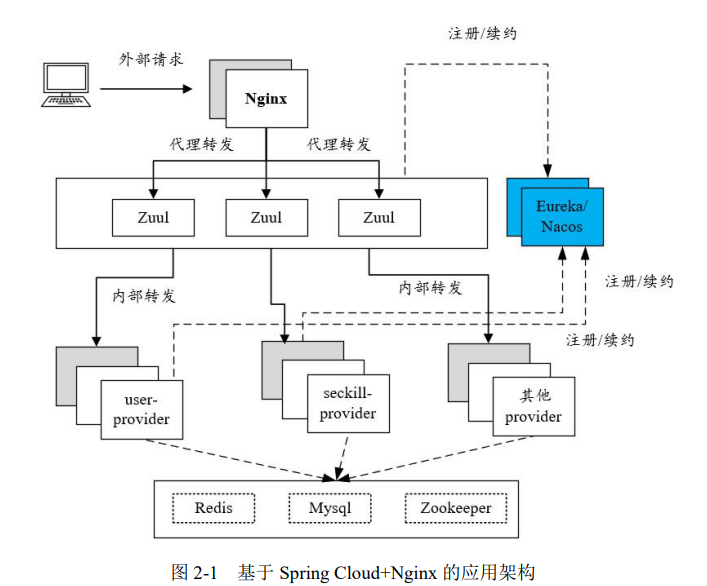 注册/续约
外部请求
Nginx
代理转发
代理转发
Zuul
Zuul
Zuul
Eureka/
Nacos
内部转发
内部转发
注册/续约
注册/续约
user-
provider
seckill-
provider
其他
provider
Redis
Mysql
Zookeeper
图 2-1 基于 Spring Cloud+Nginx 的应用架构